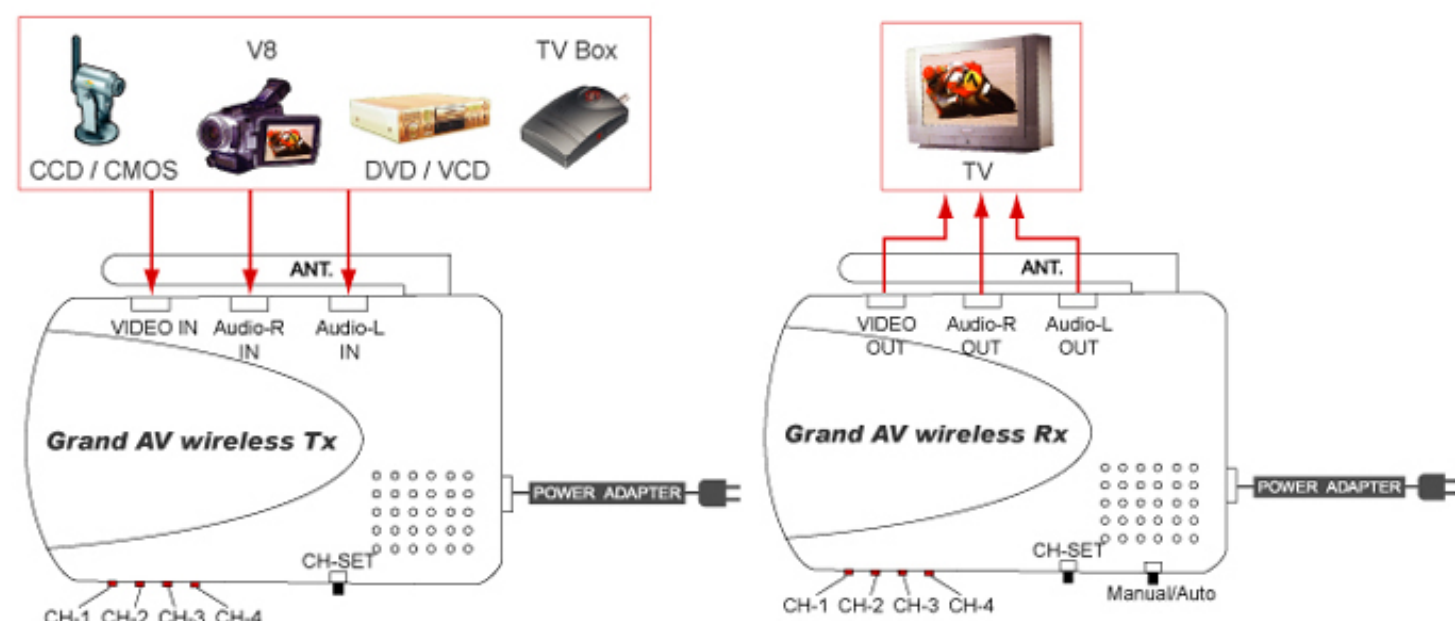 V8
TV Box
CCD / CMOS
DVD / VCD
ANT.
VIDEO IN
Audio-R
IN
Audio-L
IN
Grand AV wireless Tx
POWER ADAPTER
CH-SET
CH-1 CH-2 CH-3 CH-4
TV
ANT.
VIDEO
OUT
Audio-R
OUT
Audio-L
OUT
Grand AV wireless Rx
POWER ADAPTER
CH-SET
Manual/Auto
CH-1 CH-2 CH-3 CH-4